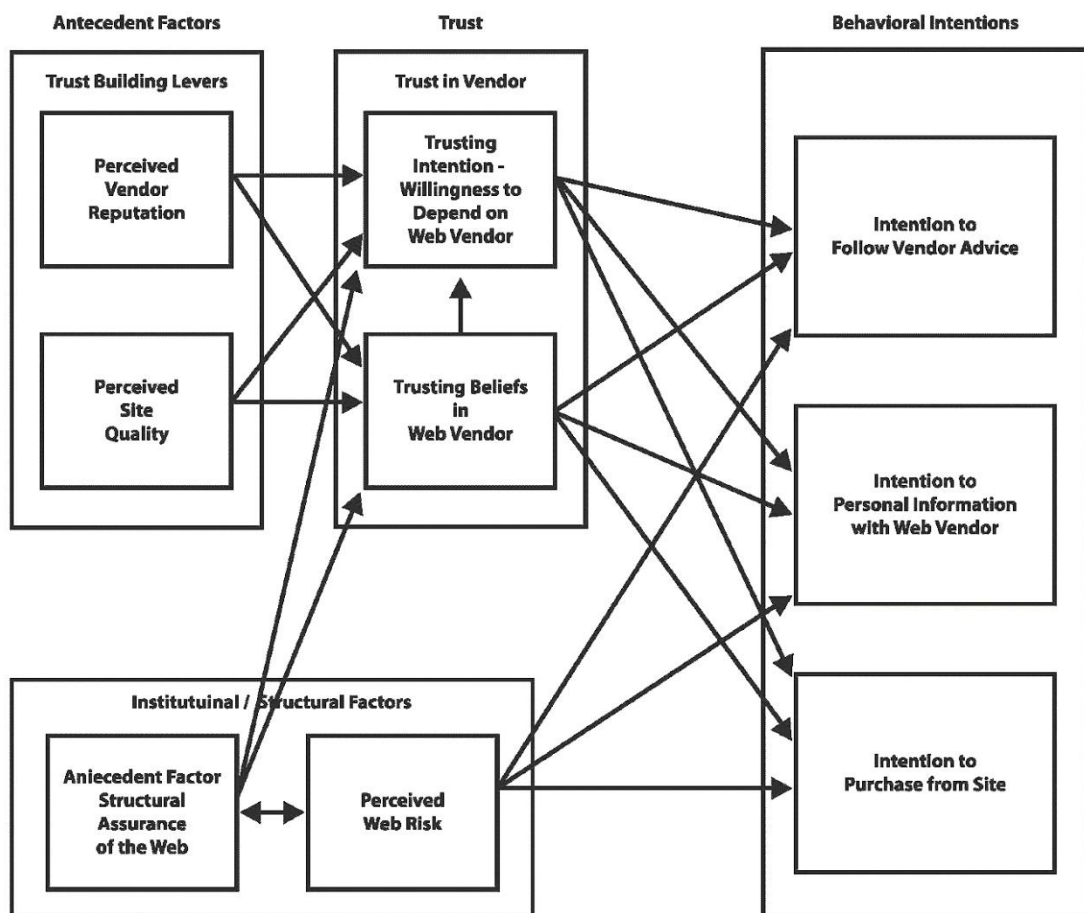 Antecedent Factors
Trust
Behavioral Intentions
Trust Building Levers
Trust in Vendor
Perceived
Vendor
Reputation
Trusting
Intention -
Willingness to
Depend on
Web Vendor
Intention to
Follow Vendor Advice
Perceived
Site
Quality
Trusting Beliefs
in
Web Vendor
Intention to
Personal Information
with Web Vendor
Institutuinal / Structural Factors
Aniecedent Factor
Structural
Assurance
of the Web
Perceived
Web Risk
Intention to
Purchase from Site